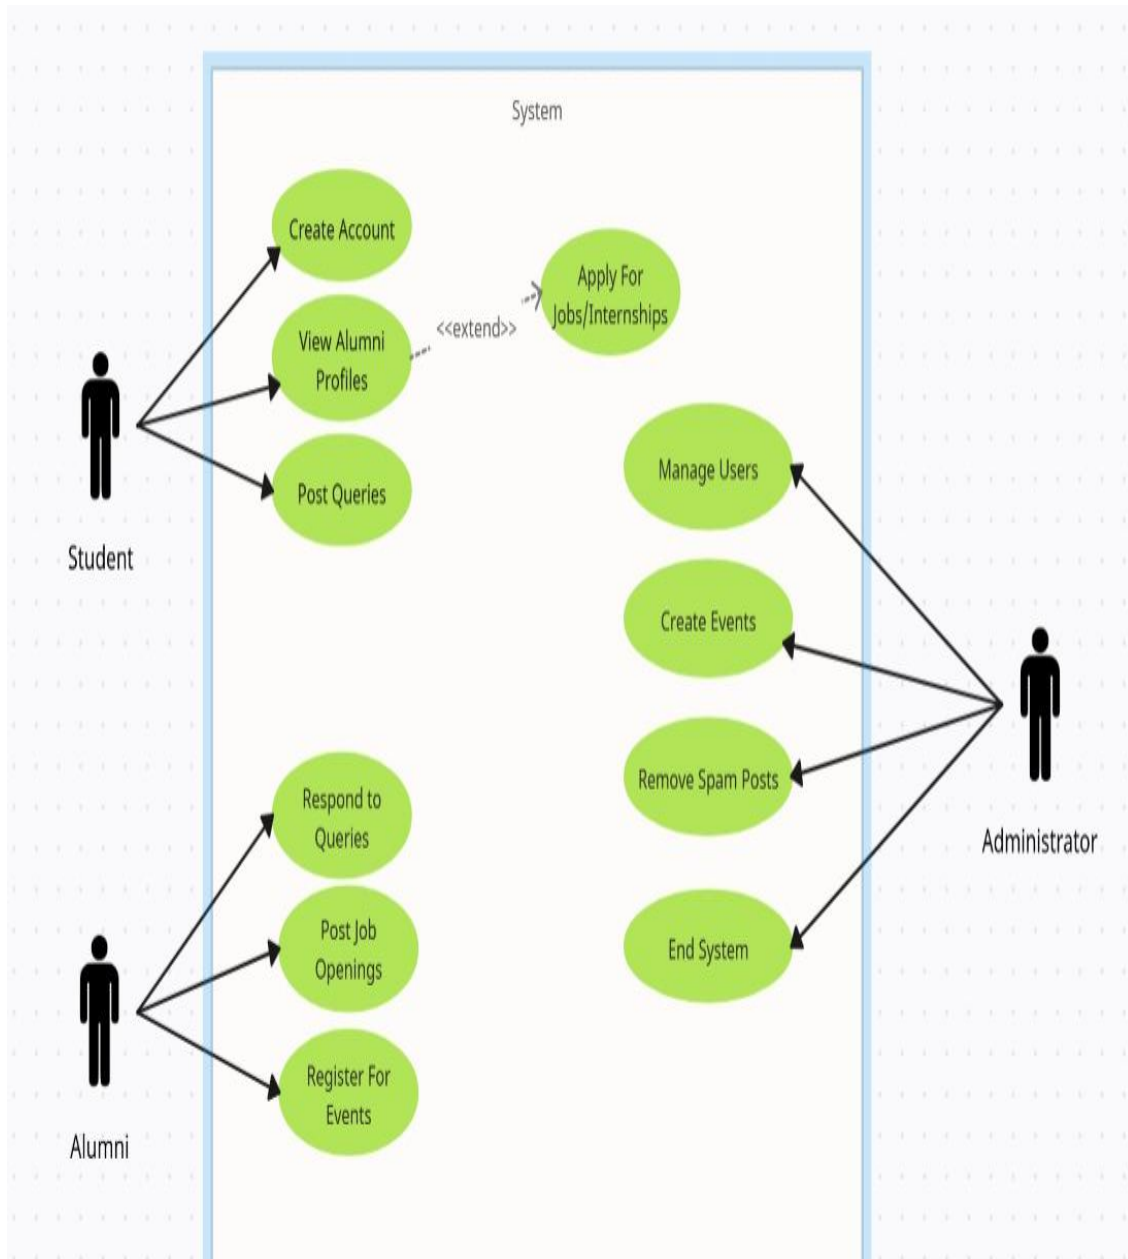 System
Create Account
Apply For
Jobs/Internships
<<extend>>
View Alumni
Profiles
Post Queries
Student
Manage Users
Create Events
Remove Spam Posts
Administrator
End System
Respond to
Queries
Post Job
Openings
Register For
Events
Alumni